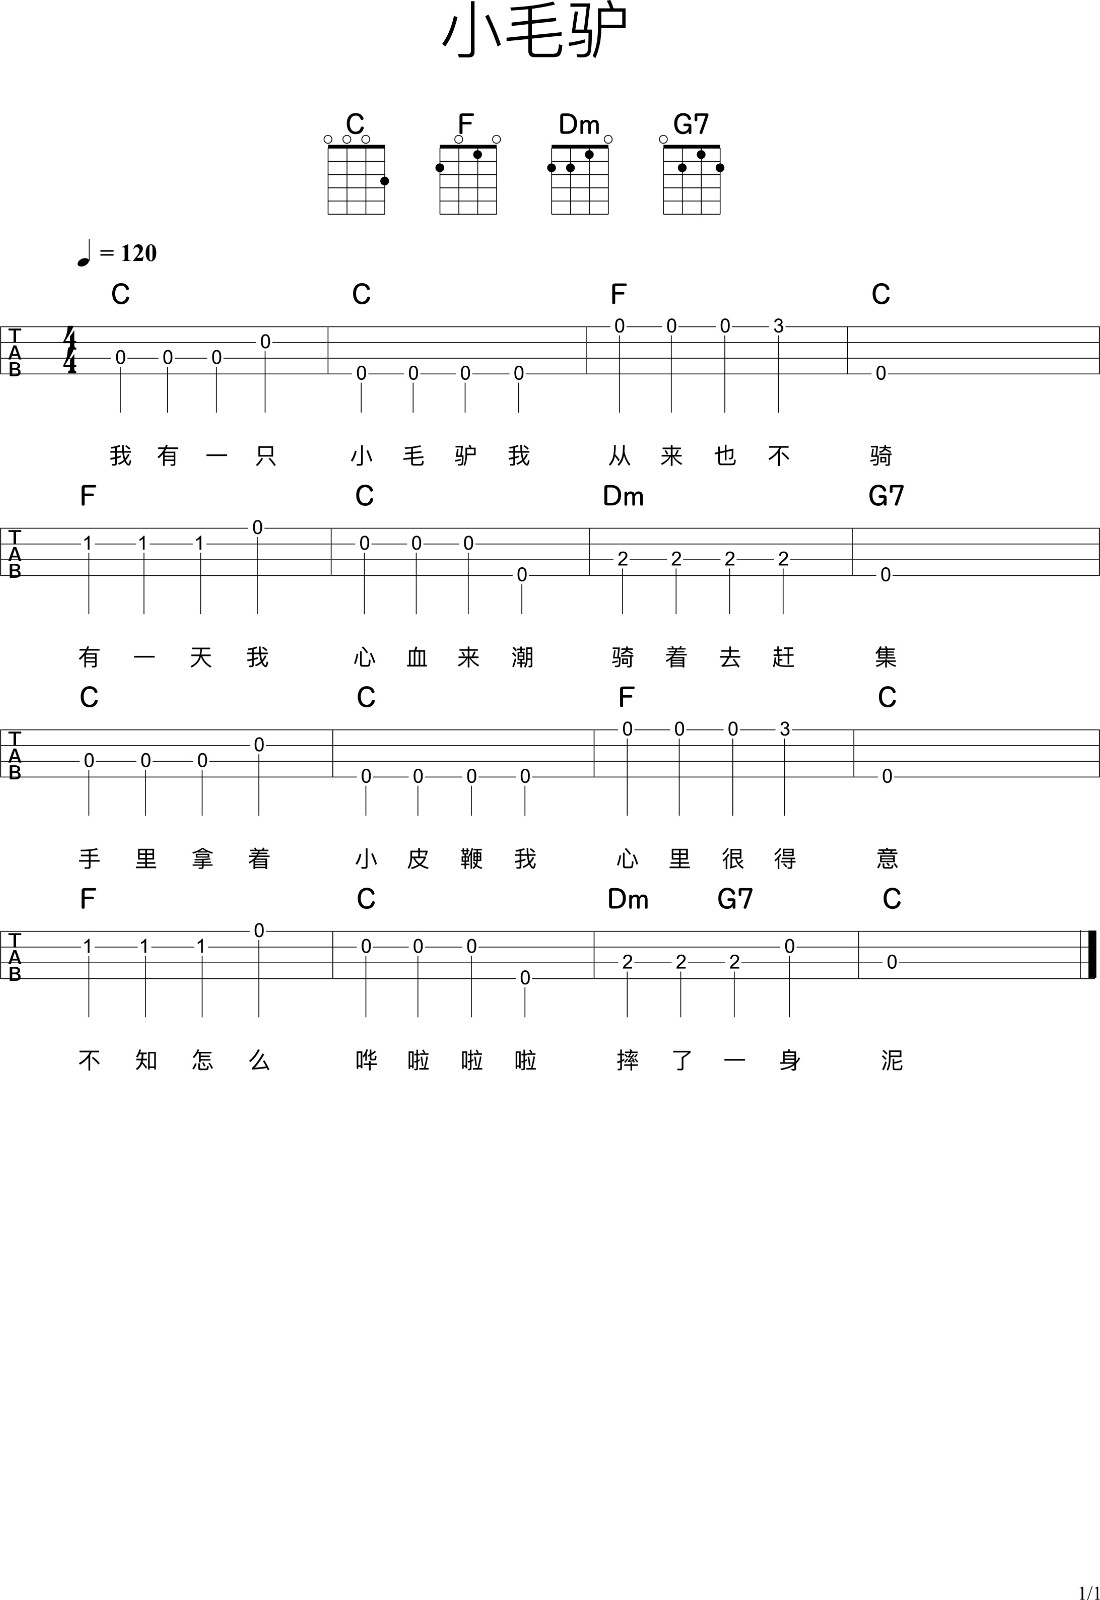 小毛驴
C F Dm G7
= 120
C C F C
T A B 4 4 0 0 0 0 0 0 0 0 0 0 0 3 0
我 有 一 只 小 毛 驴 我 从 来 也 不 骑
F C Dm G7
T A B 1 1 1 0 0 0 0 0 2 2 2 2 0
有 一 天 我 心 血 来 潮 骑 着 去 赶 集
C C F C
T A B 0 0 0 0 0 0 0 0 0 0 0 3 0
手 里 拿 着 小 皮 鞭 我 心 里 很 得 意
F C Dm G7 C
T A B 1 1 1 0 0 0 0 0 2 2 2 0 0
不 知 怎 么 哗 啦 啦 啦 摔 了 一 身 泥
1/1